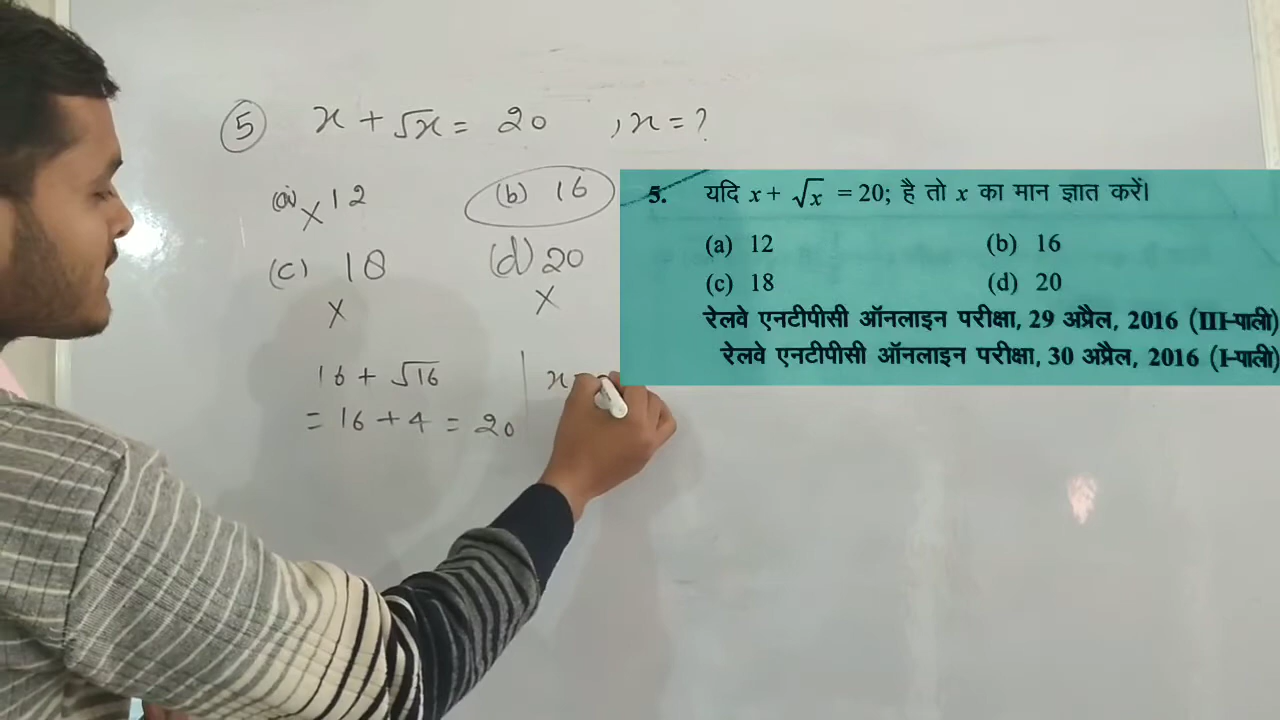 ⑤ x + √x = 20 , x = ?
(a) 12
(b) 16
(c) 18
(d) 20
16 + √16
= 16 + 4 = 20
x =
5. यदि x + √x = 20; है तो x का मान ज्ञात करें।
(a) 12 (b) 16
(c) 18 (d) 20
रेलवे एनटीपीसी ऑनलाइन परीक्षा, 29 अप्रैल, 2016 (III-पाली)
रेलवे एनटीपीसी ऑनलाइन परीक्षा, 30 अप्रैल, 2016 (I-पाली)